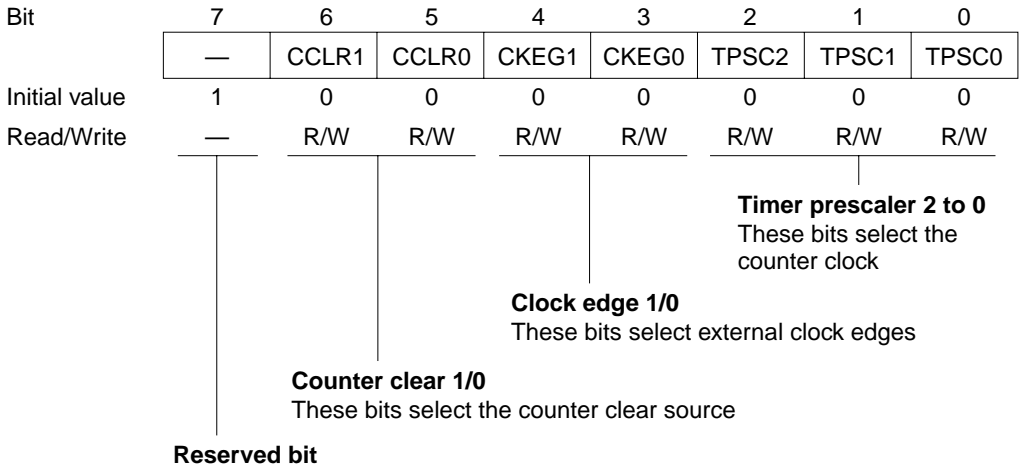 Bit 7 6 5 4 3 2 1 0
— CCLR1 CCLR0 CKEG1 CKEG0 TPSC2 TPSC1 TPSC0
Initial value 1 0 0 0 0 0 0 0
Read/Write — R/W R/W R/W R/W R/W R/W R/W
Timer prescaler 2 to 0
These bits select the
counter clock
Clock edge 1/0
These bits select external clock edges
Counter clear 1/0
These bits select the counter clear source
Reserved bit